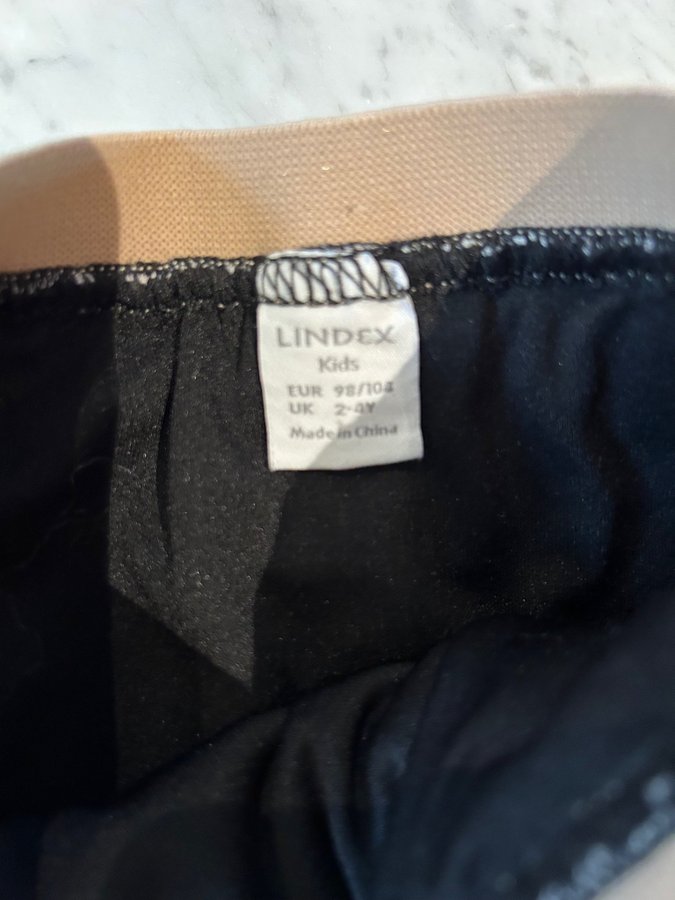 LINDEX
Kids
EUR 98/104
UK 2-4Y
Made in China